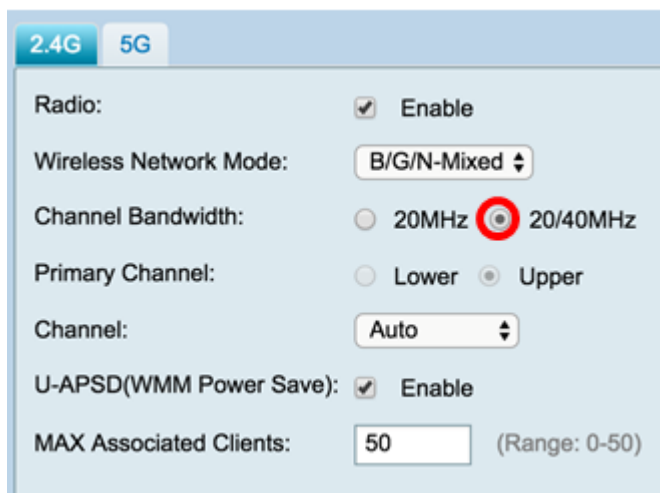 2.4G 5G
Radio: Enable
Wireless Network Mode: B/G/N-Mixed
Channel Bandwidth: 20MHz 20/40MHz
Primary Channel: Lower Upper
Channel: Auto
U-APSD(WMM Power Save): Enable
MAX Associated Clients: 50 (Range: 0-50)